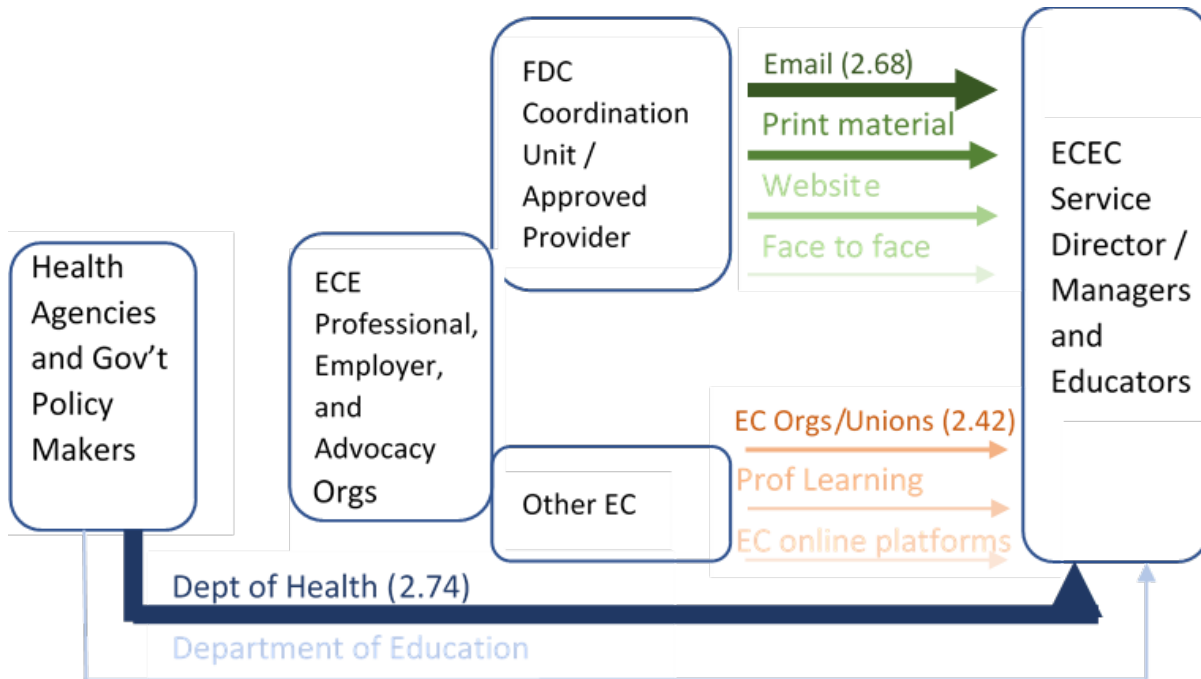 Health
Agencies
and Gov't
Policy
Makers
ECE
Professional,
Employer,
and
Advocacy
Orgs
FDC
Coordination
Unit /
Approved
Provider
Other EC
Email (2.68)
Print material
Website
Face to face
EC Orgs/Unions (2.42)
Prof Learning
EC online platforms
ECEC
Service
Director /
Managers
and
Educators
Dept of Health (2.74)
Department of Education